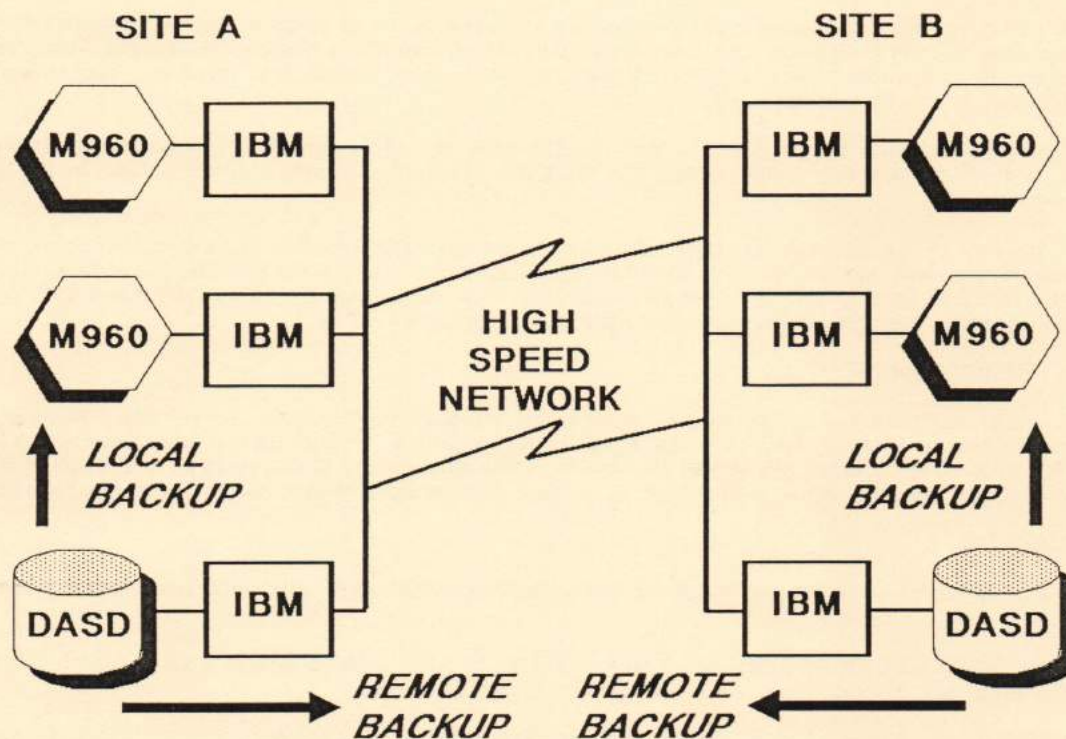 SITE A
SITE B
M960
IBM
IBM
M960
M960
IBM
HIGH
SPEED
NETWORK
IBM
M960
LOCAL
BACKUP
LOCAL
BACKUP
DASD
IBM
IBM
DASD
REMOTE
BACKUP
REMOTE
BACKUP